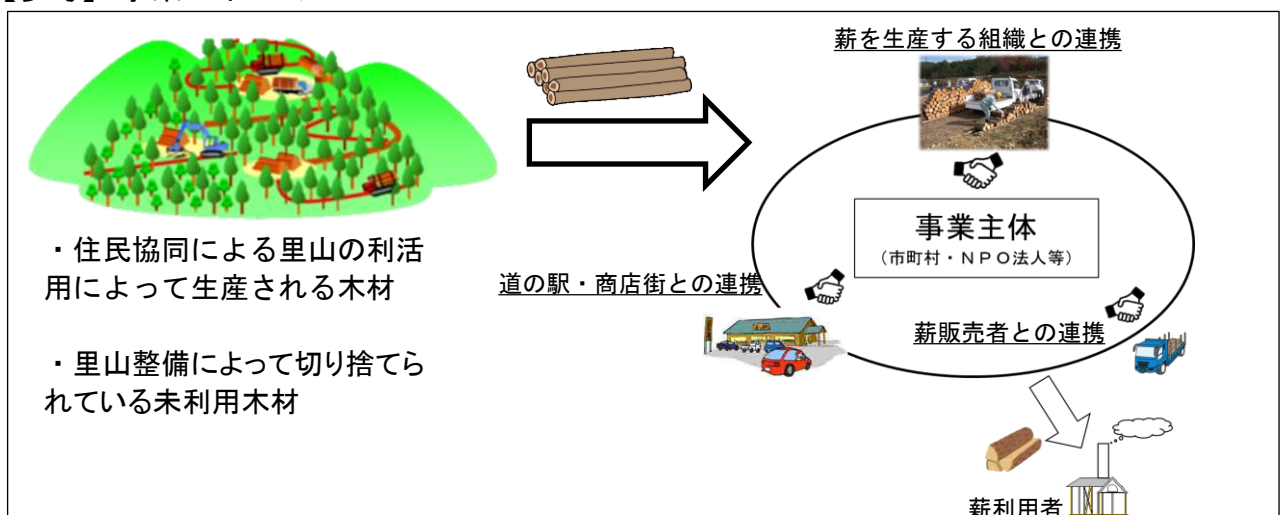 薪を生産する組織との連携
事業主体
(市町村・NPO法人等)
・住民協同による里山の利活
用によって生産される木材
道の駅・商店街との連携
薪販売者との連携
・里山整備によって切り捨てら
れている未利用木材
薪利用者